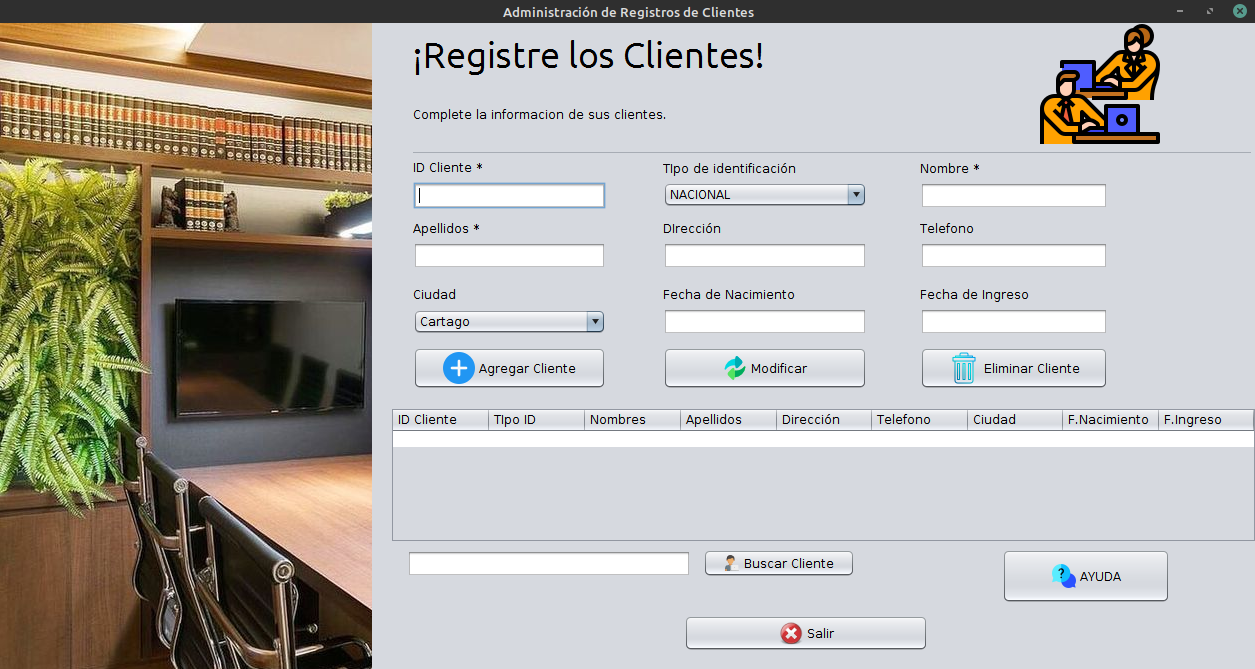 Administración de Registros de Clientes
¡Registre los Clientes!
Complete la informacion de sus clientes.
ID Cliente *
TIpo de identificación
Nombre *
NACIONAL
Apellidos *
DIrección
Telefono
Ciudad
Fecha de Nacimiento
Fecha de Ingreso
Cartago
Agregar Cliente
Modificar
Eliminar Cliente
ID Cliente TIpo ID Nombres Apellidos Dirección Telefono Ciudad F.Nacimiento F.Ingreso
Buscar Cliente
? AYUDA
Salir